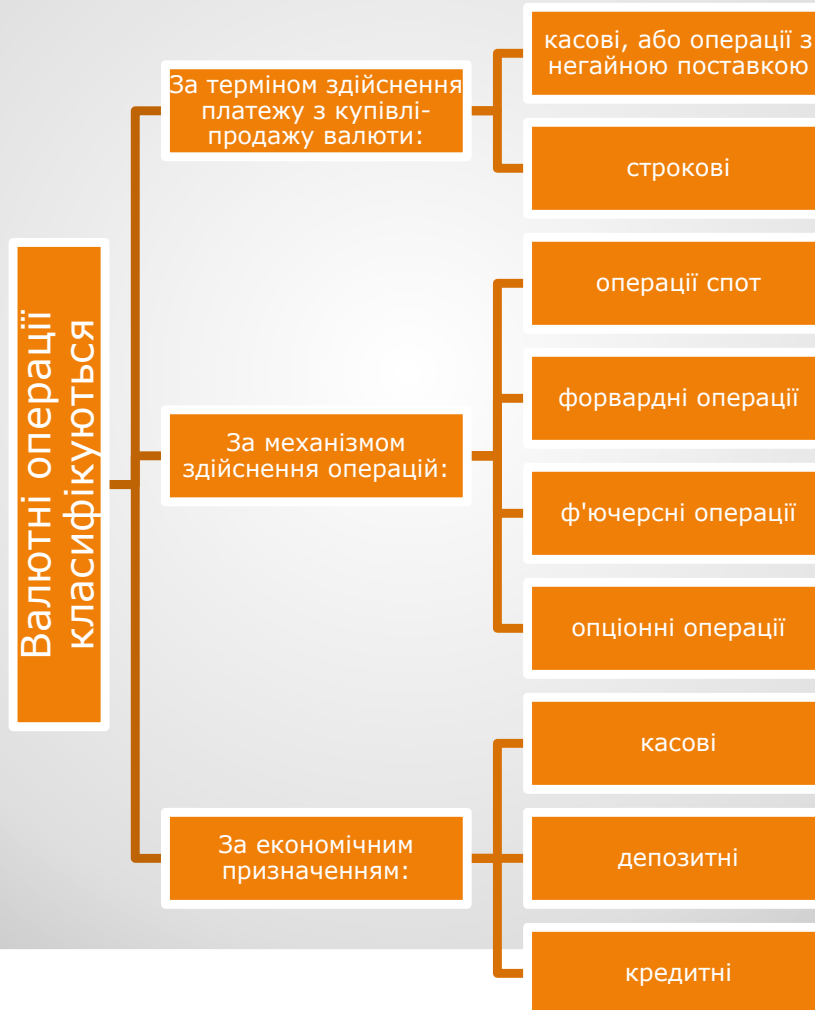 Валютні операції
класифікуються
За терміном здійснення
платежу з купівлі-
продажу валюти:
касові, або операції з
негайною поставкою
строкові
За механізмом
здійснення операцій:
операції спот
форвардні операції
ф'ючерсні операції
опціонні операції
За економічним
призначенням:
касові
депозитні
кредитні